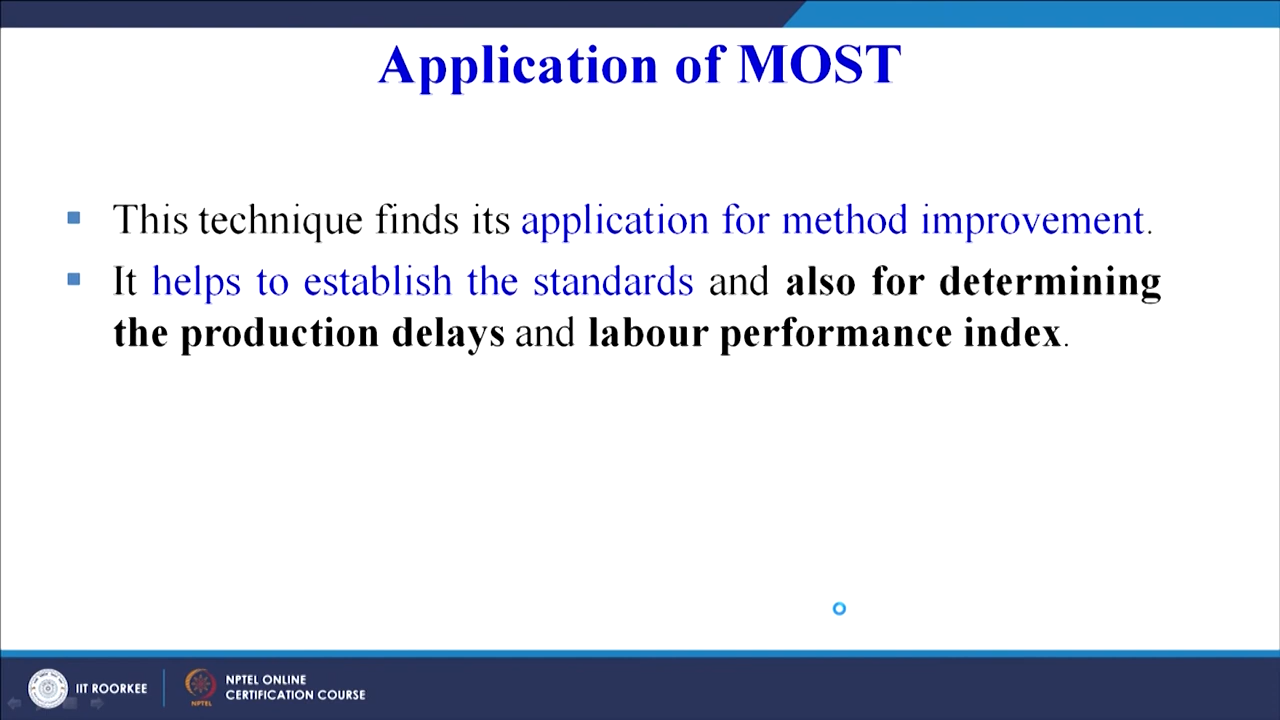 Application of MOST
This technique finds its application for method improvement.
It helps to establish the standards and also for determining
the production delays and labour performance index.
IIT ROORKEE
NPTEL ONLINE
CERTIFICATION COURSE
NPTEL